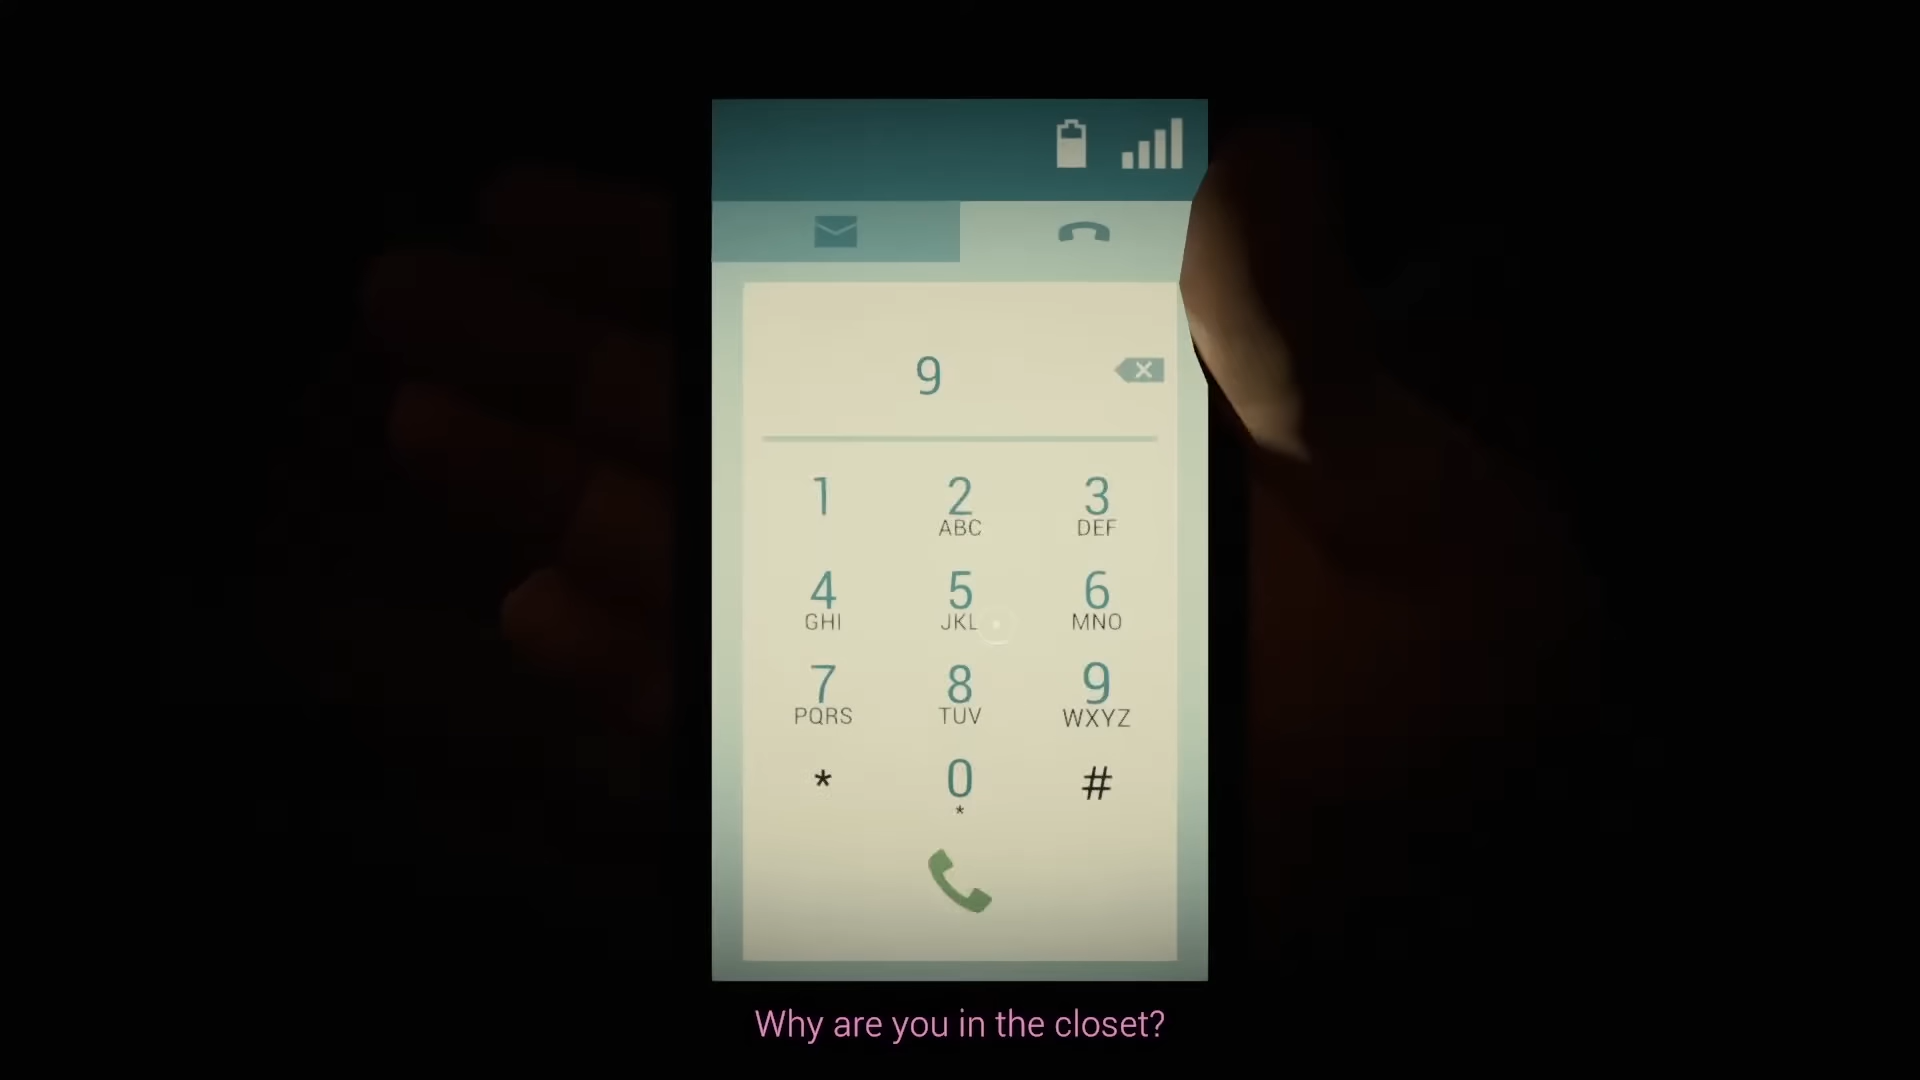 9
1 2 3
ABC DEF
4 5 6
GHI JKL MNO
7 8 9
PQRS TUV WXYZ
* 0 #
*
Why are you in the closet?